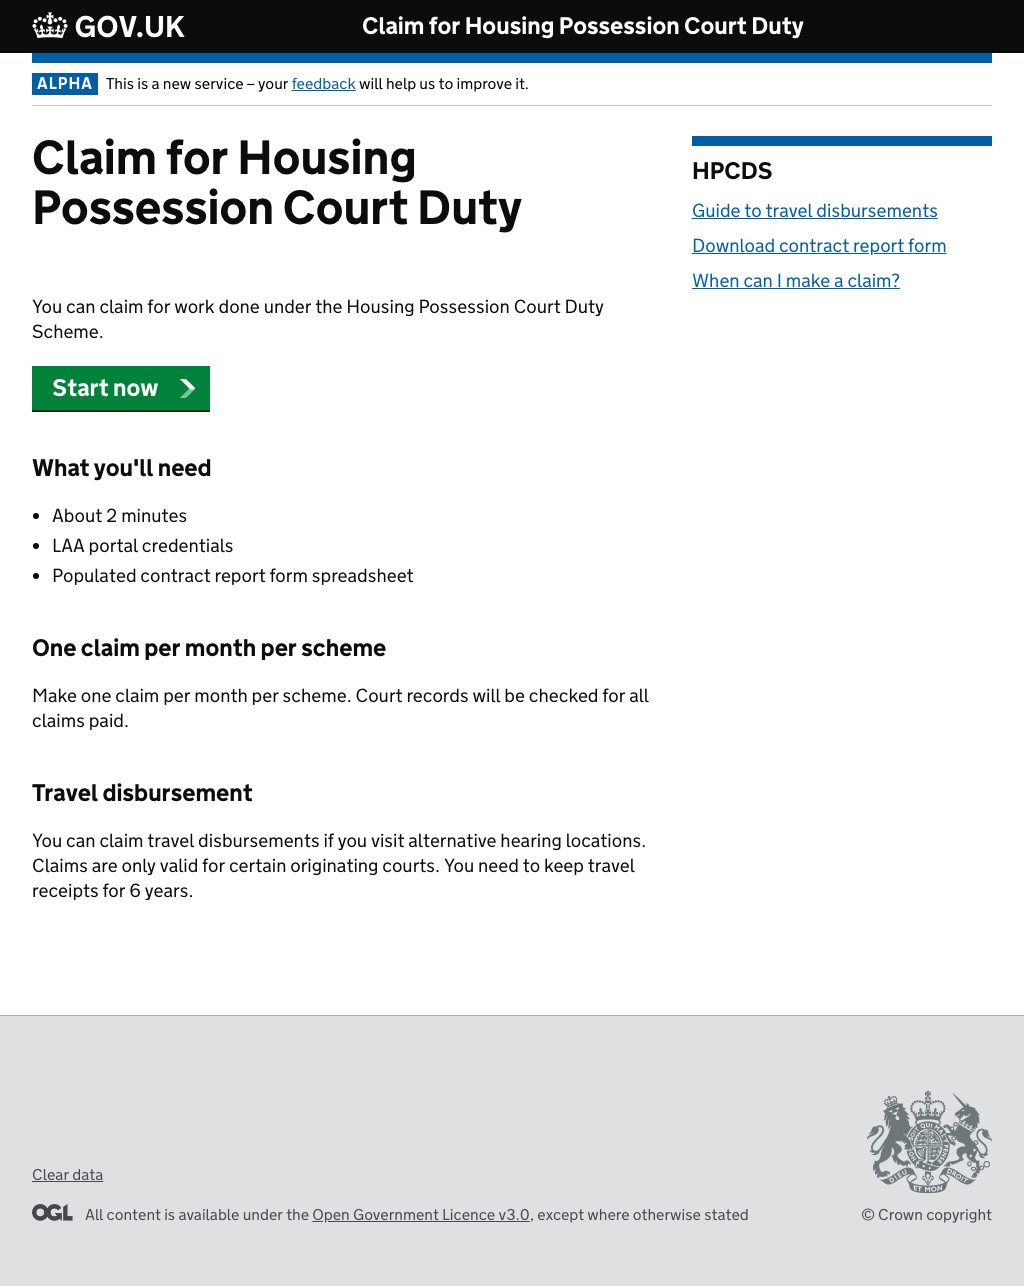 GOV.UK
Claim for Housing Possession Court Duty
ALPHA This is a new service – your feedback will help us to improve it.
Claim for Housing
Possession Court Duty
You can claim for work done under the Housing Possession Court Duty
Scheme.
Start now
What you'll need
• About 2 minutes
• LAA portal credentials
• Populated contract report form spreadsheet
One claim per month per scheme
Make one claim per month per scheme. Court records will be checked for all
claims paid.
Travel disbursement
You can claim travel disbursements if you visit alternative hearing locations.
Claims are only valid for certain originating courts. You need to keep travel
receipts for 6 years.
HPCDS
Guide to travel disbursements
Download contract report form
When can I make a claim?
Clear data
OGL All content is available under the Open Government Licence v3.0, except where otherwise stated
DIEU ET MON DROIT
© Crown copyright